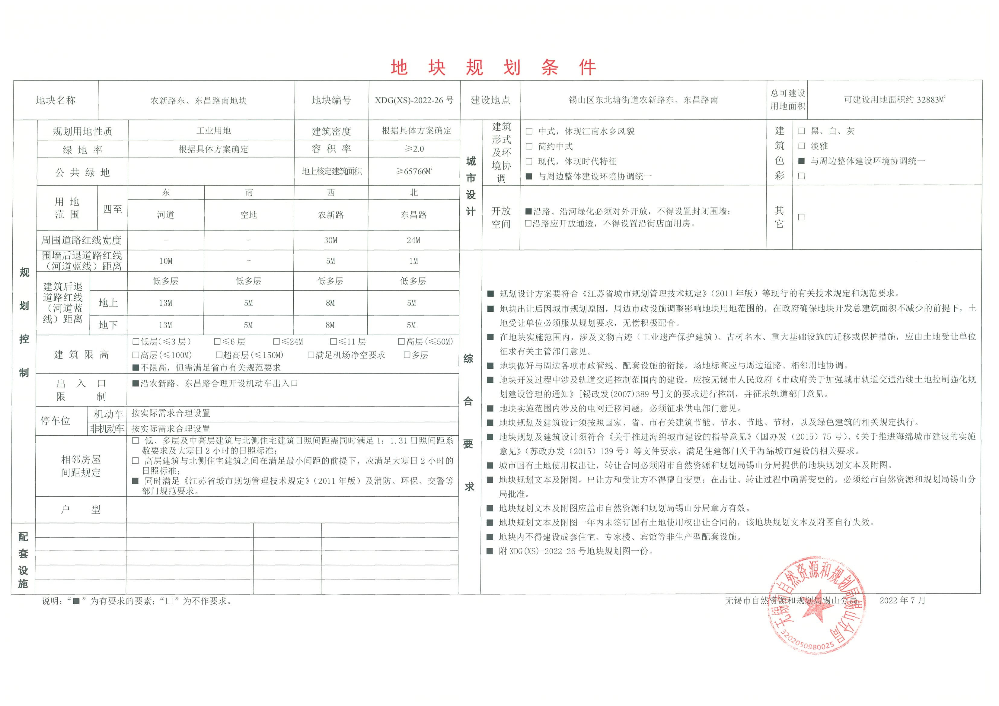 地块规划条件
地块名称 农新路东、东昌路南地块 地块编号 XDG(XS)-2022-26 号 建设地点 锡山区东北塘街道农新路东、东昌路南 总可建设用地面积 可建设用地面积约 32883M²
规划控制
规划用地性质 工业用地 建筑密度 根据具体方案确定
绿地率 根据具体方案确定 容积率 ≥2.0
公共绿地 地上核定建筑面积 ≥65766M²
用地范围 四至 东 南 西 北
河道 空地 农新路 东昌路
周围道路红线宽度 - - 30M 24M
围墙后退道路红线
（河道蓝线）距离 10M - 5M 1M
建筑后退
道路红线
（河道蓝
线）距离
低多层 低多层 低多层 低多层
地上 13M 5M 8M 5M
地下 13M 5M 8M 5M
建筑限高
□低层(≤3 层) □≤6 层 □≤24M □≤11 层 □高层(≤50M)
□高层(≤100M) □超高层(≤150M) □满足机场净空要求 □多层
■不限高，但需满足省市有关规范要求
出入口
限制
■沿农新路、东昌路合理开设机动车出入口
停车位 机动车 按实际需求合理设置
非机动车 按实际需求合理设置
相邻房屋
间距规定
□ 低、多层及中高层建筑与北侧住宅建筑日照间距需同时满足 1：1.31 日照间距系
数要求及大寒日 2 小时的日照标准；
□ 高层建筑与北侧住宅建筑之间在满足最小间距的前提下，应满足大寒日 2 小时的
日照标准；
■ 同时满足《江苏省城市规划管理技术规定》（2011 年版）及消防、环保、交警等
部门规范要求。
户型
配套设施
城市设计
建筑
形式
及环
境协
调
□ 中式，体现江南水乡风貌
□ 简约中式
□ 现代，体现时代特征
■ 与周边整体建设环境协调统一
建筑色彩
□ 黑、白、灰
□ 淡雅
■ 与周边整体建设环境协调统一
□
开放
空间
■沿路、沿河绿化必须对外开放，不得设置封闭围墙；
□沿路应开放通透，不得设置沿街店面用房。
其它
□
综合要求
■ 规划设计方案要符合《江苏省城市规划管理技术规定》（2011 年版）等现行的有关技术规定和规范要求。
■ 地块出让后因城市规划原因，周边市政设施调整影响地块用地范围的，在政府确保地块开发总建筑面积不减少的前提下，土
地受让单位必须服从规划要求，无偿积极配合。
■ 在地块实施范围内，涉及文物古迹（工业遗产保护建筑）、古树名木、重大基础设施的迁移或保护措施，应由土地受让单位
征求有关主管部门意见。
■ 地块做好与周边各项市政管线、配套设施的衔接，场地标高应与周边道路、相邻用地协调。
■ 地块开发过程中涉及轨道交通控制范围内的建设，应按无锡市人民政府《市政府关于加强城市轨道交通沿线土地控制强化规
划建设管理的通知》[锡政发(2007)389 号]文的要求进行控制，并征求轨道部门意见。
■ 地块实施范围内涉及的电网迁移问题，必须征求供电部门意见。
■ 地块规划及建筑设计须按照国家、省、市有关建筑节能、节水、节地、节材，以及绿色建筑的相关规定执行。
■ 地块规划及建筑设计须符合《关于推进海绵城市建设的指导意见》（国办发（2015）75 号）、《关于推进海绵城市建设的实施
意见》（苏政办发（2015）139 号）等文件要求，满足住建部门关于海绵城市建设的相关要求。
■ 城市国有土地使用权出让，转让合同必须附市自然资源和规划局锡山分局提供的地块规划文本及附图。
■ 地块规划文本及附图，出让方和受让方不得擅自变更；在出让、转让过程中确需变更的，必须经市自然资源和规划局锡山分
局批准。
■ 地块规划文本及附图应盖市自然资源和规划局锡山分局章方有效。
■ 地块规划文本及附图一年内未签订国有土地使用权出让合同的，该地块规划文本及附图自行失效。
■ 地块内不得建设成套住宅、专家楼、宾馆等非生产型配套设施。
■ 附 XDG(XS)-2022-26 号地块规划图一份。
说明：“■”为有要求的要素；“□”为不作要求。
无锡市自然资源和规划局锡山分局 2022 年 7 月
无锡市自然资源和规划局锡山分局
3202050980025